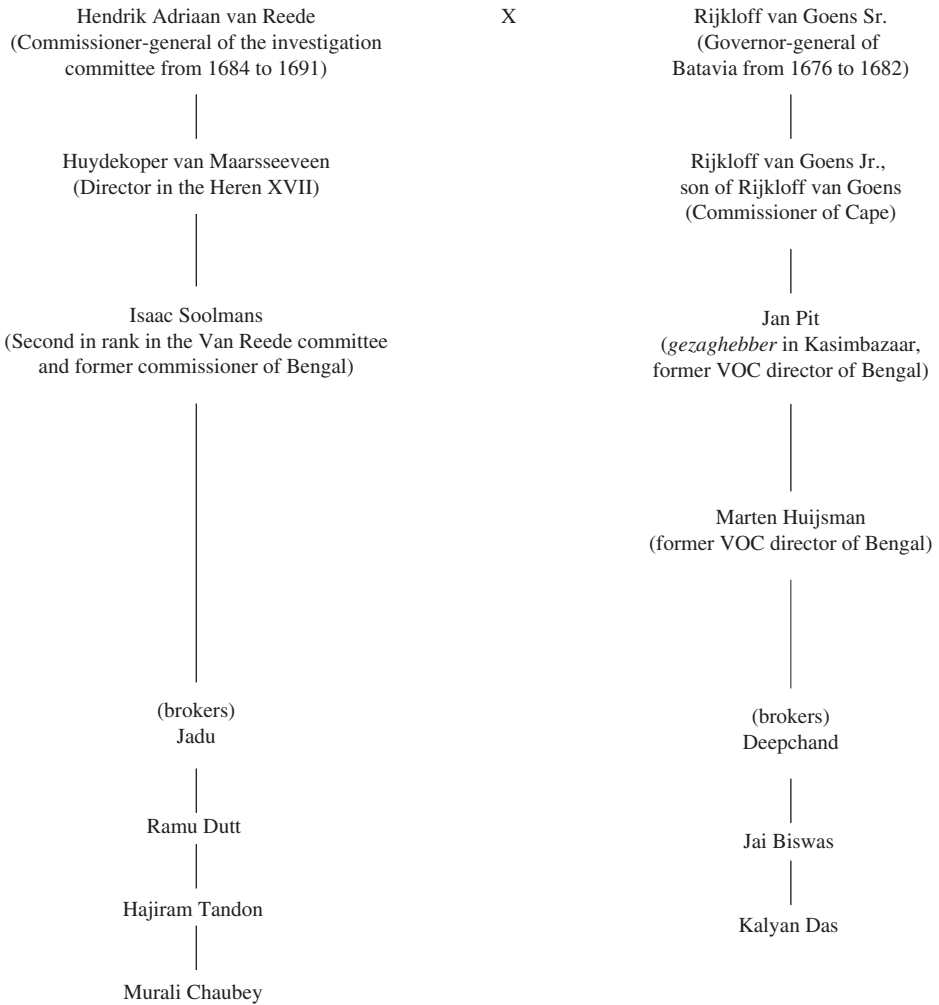 Hendrik Adriaan van Reede
(Commissioner-general of the investigation
committee from 1684 to 1691)
X
Rijkloff van Goens Sr.
(Governor-general of
Batavia from 1676 to 1682)
Huydekoper van Maarsseeveen
(Director in the Heren XVII)
Rijkloff van Goens Jr.,
son of Rijkloff van Goens
(Commissioner of Cape)
Isaac Soolmans
(Second in rank in the Van Reede committee
and former commissioner of Bengal)
Jan Pit
(gezaghebber in Kasimbazaar,
former VOC director of Bengal)
Marten Huijsman
(former VOC director of Bengal)
(brokers)
Jadu
(brokers)
Deepchand
Ramu Dutt
Jai Biswas
Hajiram Tandon
Kalyan Das
Murali Chaubey